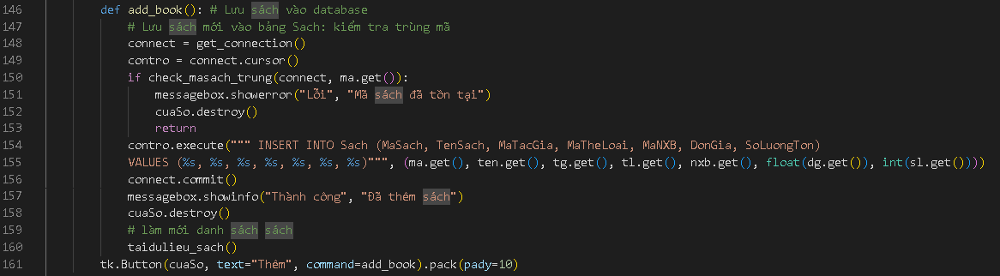 146 def add_book(): # Lưu sách vào database
147 # Lưu sách mới vào bảng Sach: kiểm tra trùng mã
148 connect = get_connection()
149 contro = connect.cursor()
150 if check_masach_trung(connect, ma.get()):
151 messagebox.showerror("Lỗi", "Mã sách đã tồn tại")
152 cuaSo.destroy()
153 return
154 contro.execute(""" INSERT INTO Sach (MaSach, TenSach, MaTacGia, MaTheLoai, MaNXB, DonGia, SoLuongTon)
155 VALUES (%s, %s, %s, %s, %s, %s, %s)""", (ma.get(), ten.get(), tg.get(), tl.get(), nxb.get(), float(dg.get()), int(sl.get())))
156 connect.commit()
157 messagebox.showinfo("Thành công", "Đã thêm sách")
158 cuaSo.destroy()
159 # làm mới danh sách sách
160 taidulieu_sach()
161 tk.Button(cuaSo, text="Thêm", command=add_book).pack(pady=10)